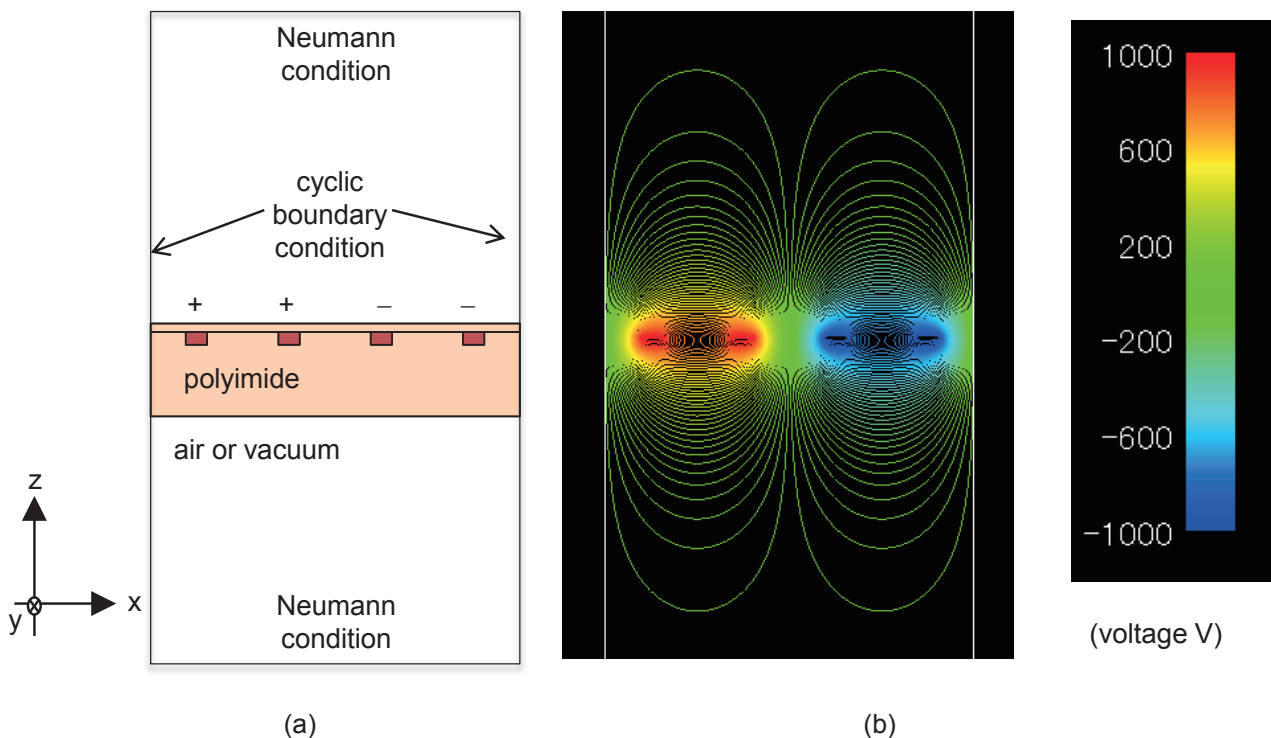 Neumann
condition
cyclic
boundary
condition
+ + – –
polyimide
air or vacuum
z
x
y
Neumann
condition
(a)
(b)
1000
600
200
−200
−600
−1000
(voltage V)